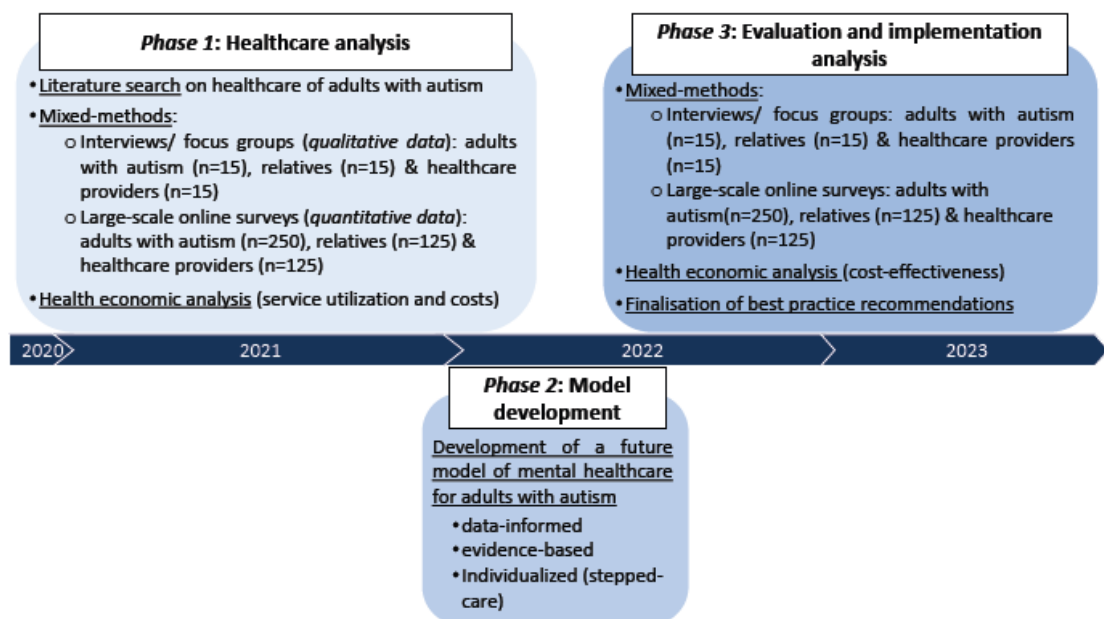 Phase 1: Healthcare analysis
•Literature search on healthcare of adults with autism
•Mixed-methods:
o Interviews/ focus groups (qualitative data): adults
with autism (n=15), relatives (n=15) & healthcare
providers (n=15)
o Large-scale online surveys (quantitative data):
adults with autism (n=250), relatives (n=125) &
healthcare providers (n=125)
•Health economic analysis (service utilization and costs)
Phase 3: Evaluation and implementation
analysis
•Mixed-methods:
o Interviews/ focus groups: adults with autism
(n=15), relatives (n=15) & healthcare providers
(n=15)
o Large-scale online surveys: adults with
autism(n=250), relatives (n=125) & healthcare
providers (n=125)
•Health economic analysis (cost-effectiveness)
•Finalisation of best practice recommendations
2020 2021 2022 2023
Phase 2: Model
development
Development of a future
model of mental healthcare
for adults with autism
•data-informed
•evidence-based
•Individualized (stepped-
care)